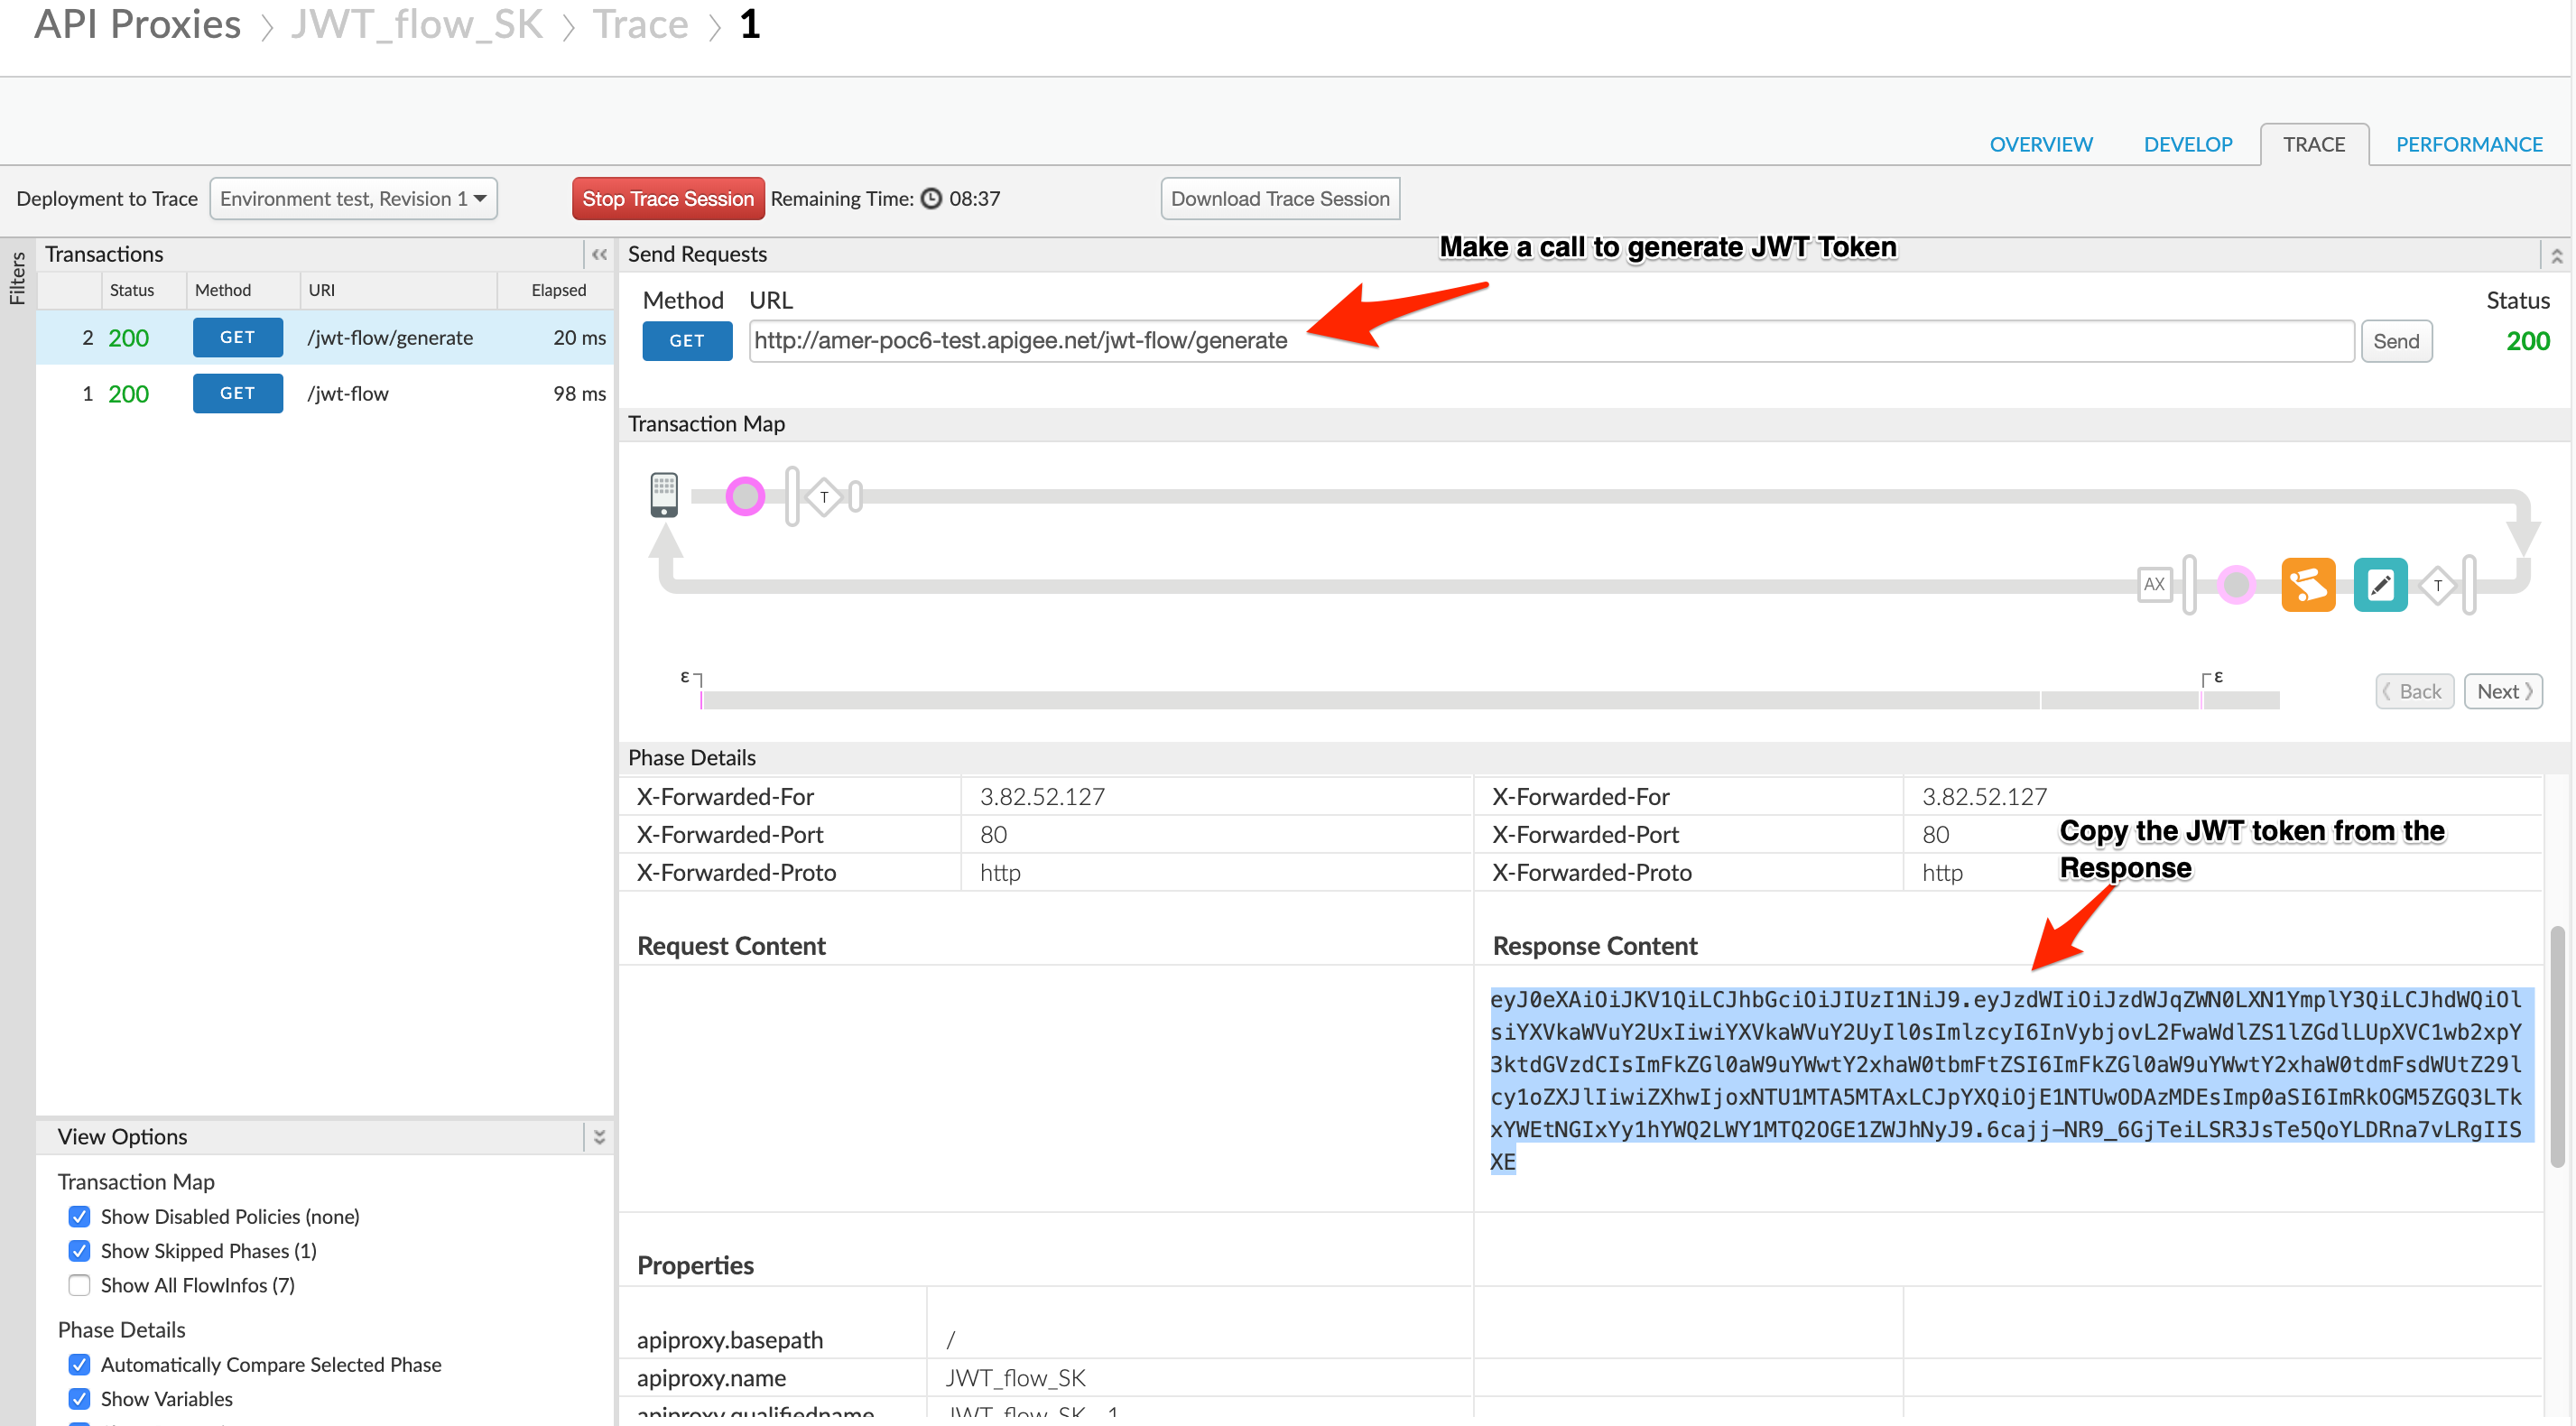 API Proxies > JWT_flow_SK > Trace > 1
OVERVIEW DEVELOP TRACE PERFORMANCE
Deployment to Trace Environment test, Revision 1 Stop Trace Session Remaining Time: 08:37 Download Trace Session
Filters
Transactions «
Status Method URI Elapsed
2 200 GET /jwt-flow/generate 20 ms
1 200 GET /jwt-flow 98 ms
Send Requests
Make a call to generate JWT Token
Method URL Status
GET http://amer-poc6-test.apigee.net/jwt-flow/generate Send 200
Transaction Map
T
AX T
ε ε
Back Next
Phase Details
X-Forwarded-For 3.82.52.127 X-Forwarded-For 3.82.52.127
X-Forwarded-Port 80 X-Forwarded-Port 80
X-Forwarded-Proto http X-Forwarded-Proto http
Copy the JWT token from the
Response
Request Content Response Content
eyJ0eXAiOiJKV1QiLCJhbGciOiJIUzI1NiJ9.eyJzdWIiOiJzdWJqZWN0LXN1YmplY3QiLCJhdWQiOl
siYXVkaWVuY2UxIiwiYXVkaWVuY2UyIl0sImlzcyI6InVybjovL2FwaWdlZS1lZGdlLUpXVC1wb2xpY
3ktdGVzdCIsImFkZGl0aW9uYWwtY2xhaW0tbmFtZSI6ImFkZGl0aW9uYWwtY2xhaW0tdmFsdWUtZ29l
cy1oZXJlIiwiZXhwIjoxNTU1MTA5MTAxLCJpYXQiOjE1NTUwODAzMDEsImp0aSI6ImRkOGM5ZGQ3LTk
xYWEtNGIxYy1hYWQ2LWY1MTQ2OGE1ZWJhNyJ9.6cajj-NR9_6GjTeiLSR3JsTe5QoYLDRna7vLRgIIS
XE
Properties
apiproxy.basepath /
apiproxy.name JWT_flow_SK
apiproxy.qualifiedname JWT_flow_SK__1
View Options
Transaction Map
Show Disabled Policies (none)
Show Skipped Phases (1)
Show All FlowInfos (7)
Phase Details
Automatically Compare Selected Phase
Show Variables